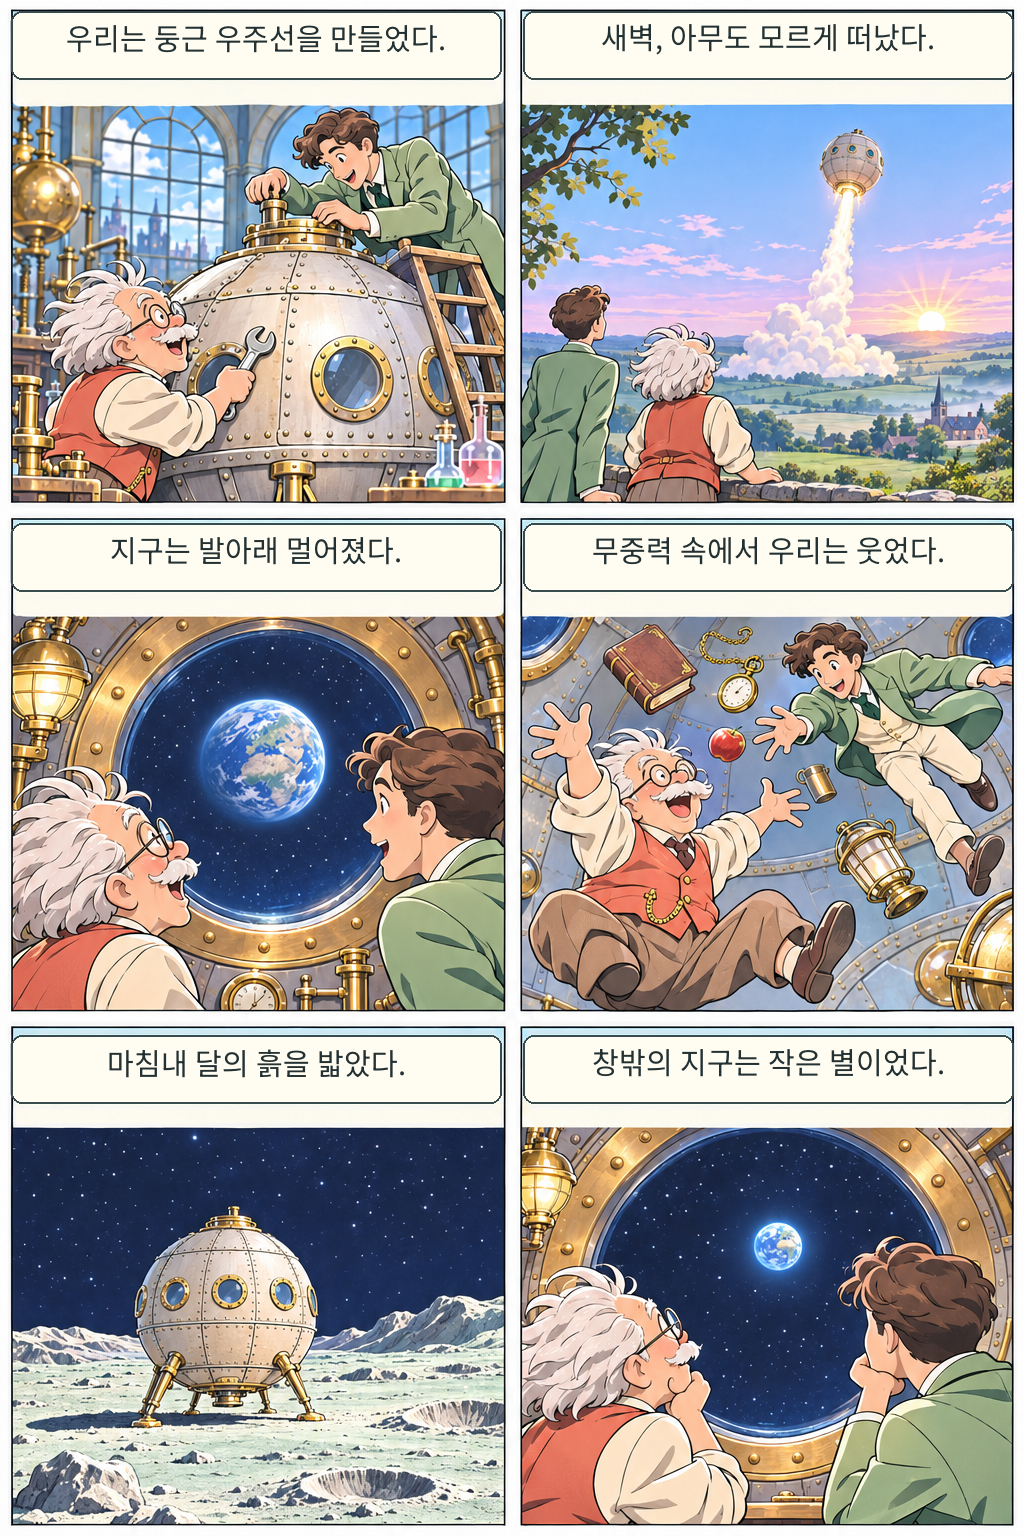 우리는 둥근 우주선을 만들었다.
새벽, 아무도 모르게 떠났다.
지구는 발아래 멀어졌다.
무중력 속에서 우리는 웃었다.
마침내 달의 흙을 밟았다.
창밖의 지구는 작은 별이었다.